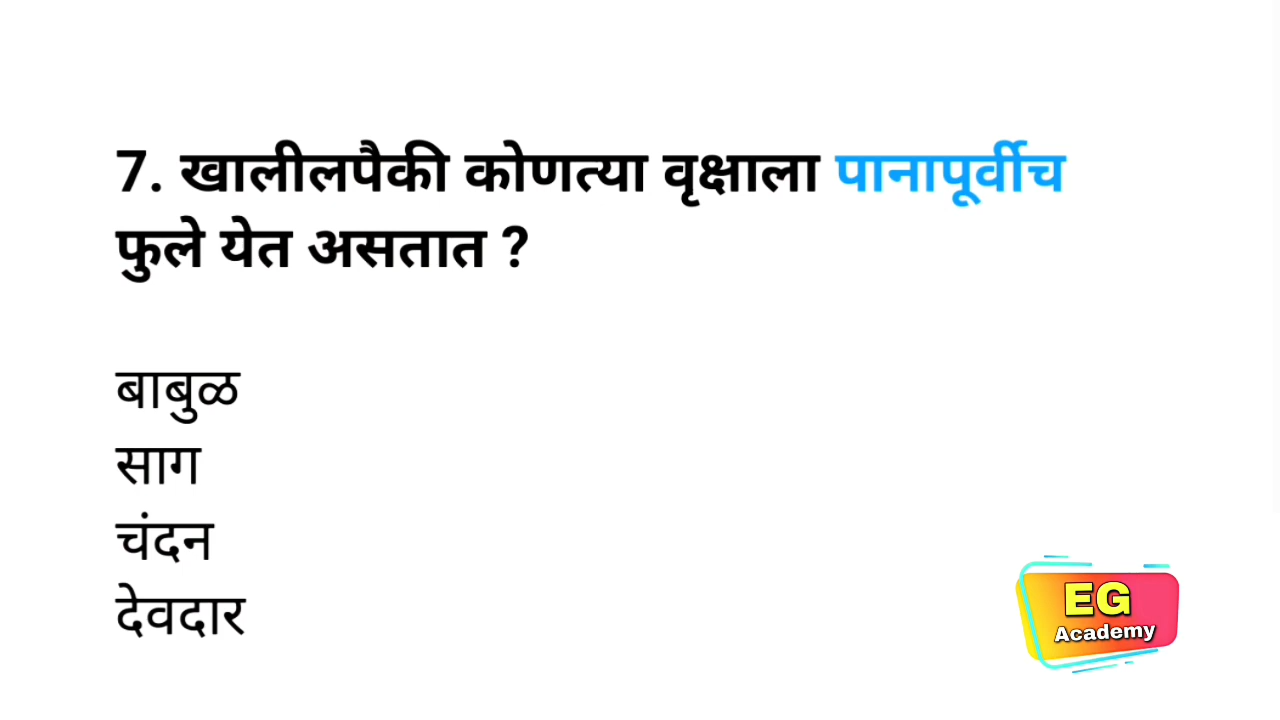 7. खालीलपैकी कोणत्या वृक्षाला पानापूर्वीच
फुले येत असतात ?
बाबुळ
साग
चंदन
देवदार
EG
Academy